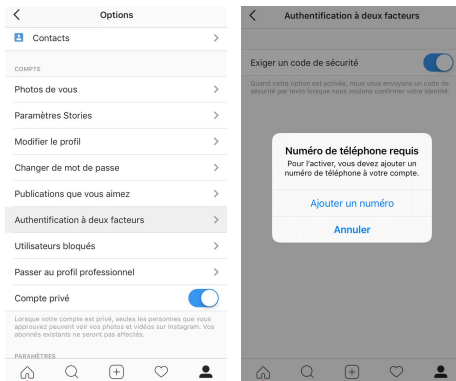 Options
Contacts
COMPTE
Photos de vous
Paramètres Stories
Modifier le profil
Changer de mot de passe
Publications que vous aimez
Authentification à deux facteurs
Utilisateurs bloqués
Passer au profil professionnel
Compte privé
Lorsque votre compte est privé, seules les personnes que vous
approuvez peuvent voir vos photos et vidéos sur Instagram. Vos
abonnés existants ne seront pas affectés.
PARAMÈTRES
Authentification à deux facteurs
Exiger un code de sécurité
Quand cette option est activée, nous vous envoyons un code de
sécurité par texto lorsque nous voulons confirmer votre identité.
Numéro de téléphone requis
Pour l'activer, vous devez ajouter un
numéro de téléphone à votre compte.
Ajouter un numéro
Annuler